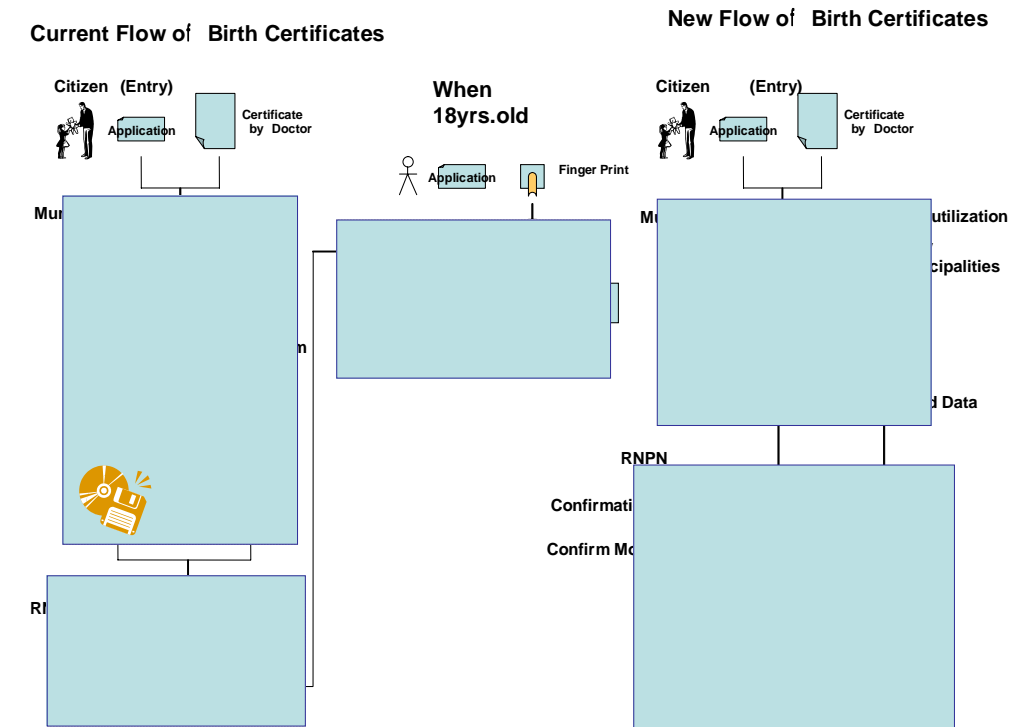 Current Flow of Birth Certificates
Citizen (Entry)
Application
Certificate
by Doctor
When
18yrs.old
Application
Finger Print
New Flow of Birth Certificates
Citizen (Entry)
Application
Certificate
by Doctor
utilization
cipalities
Data
RNPN
Confirmati
Confirm